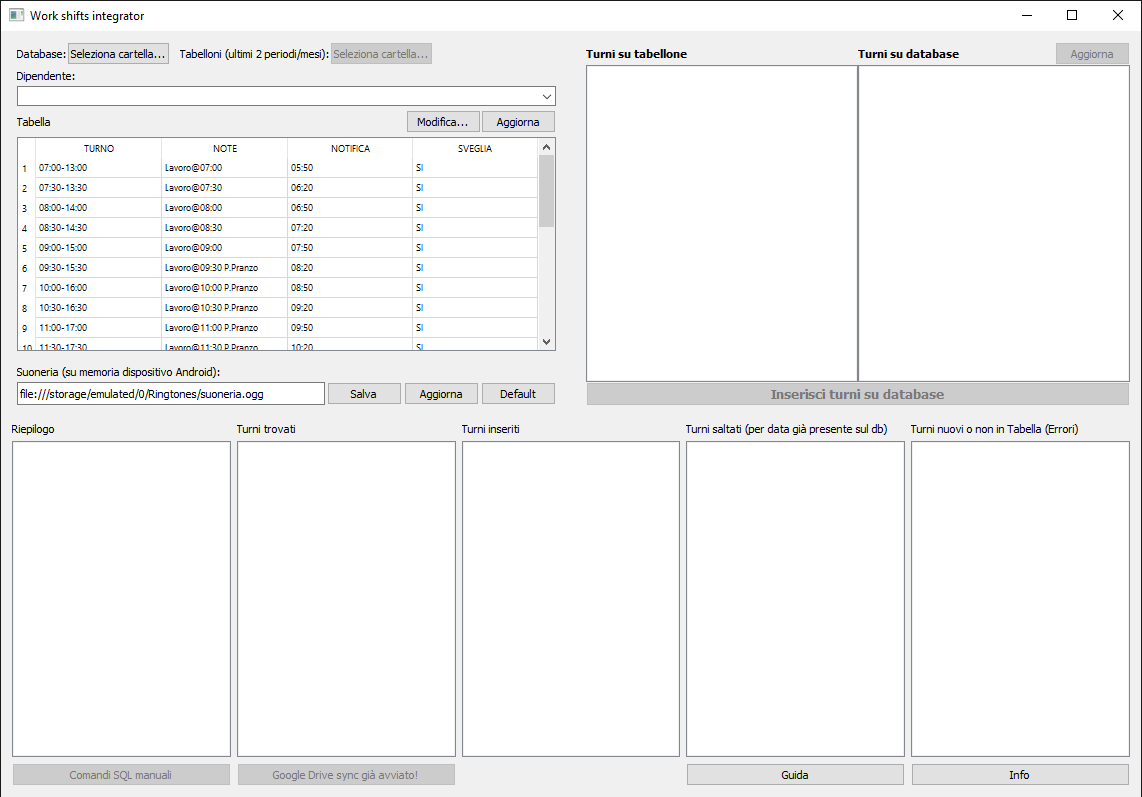 Work shifts integrator
Database: Seleziona cartella... Tabelloni (ultimi 2 periodi/mesi): Seleziona cartella...
Dipendente:
Tabella Modifica... Aggiorna
TURNO NOTE NOTIFICA SVEGLIA
1 07:00-13:00 Lavoro@07:00 05:50 SI
2 07:30-13:30 Lavoro@07:30 06:20 SI
3 08:00-14:00 Lavoro@08:00 06:50 SI
4 08:30-14:30 Lavoro@08:30 07:20 SI
5 09:00-15:00 Lavoro@09:00 07:50 SI
6 09:30-15:30 Lavoro@09:30 P.Pranzo 08:20 SI
7 10:00-16:00 Lavoro@10:00 P.Pranzo 08:50 SI
8 10:30-16:30 Lavoro@10:30 P.Pranzo 09:20 SI
9 11:00-17:00 Lavoro@11:00 P.Pranzo 09:50 SI
10 11:30-17:30 Lavoro@11:30 P.Pranzo 10:20 SI
Suoneria (su memoria dispositivo Android):
file:///storage/emulated/0/Ringtones/suoneria.ogg Salva Aggiorna Default
Turni su tabellone Turni su database Aggiorna
Inserisci turni su database
Riepilogo Turni trovati Turni inseriti Turni saltati (per data già presente sul db) Turni nuovi o non in Tabella (Errori)
Comandi SQL manuali Google Drive sync già avviato! Guida Info